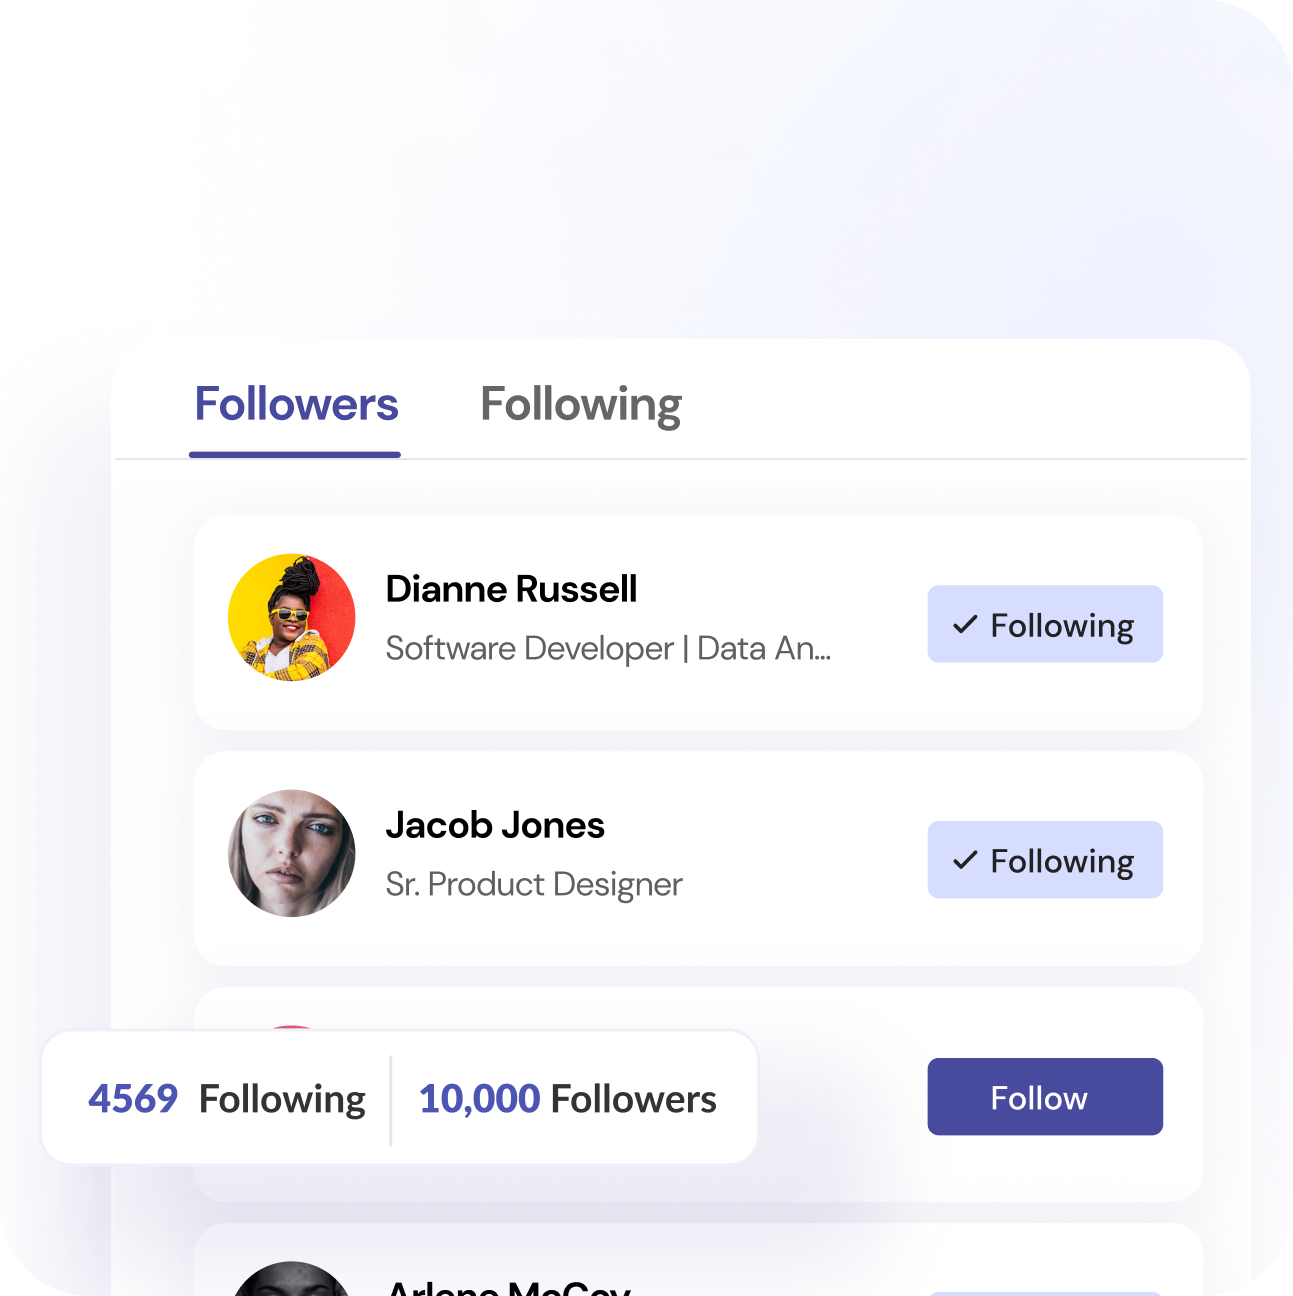 Followers Following
Dianne Russell
Software Developer | Data An...
Following
Jacob Jones
Sr. Product Designer
Following
4569 Following 10,000 Followers
Follow
Arlene McCoy